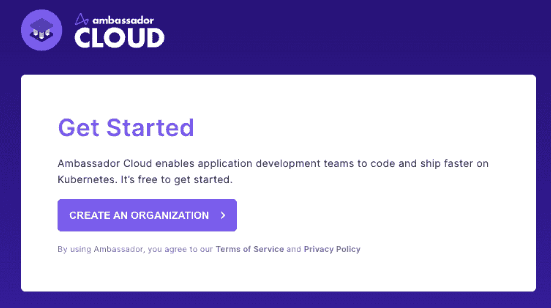 ambassador
CLOUD
Get Started
Ambassador Cloud enables application development teams to code and ship faster on
Kubernetes. It's free to get started.
CREATE AN ORGANIZATION
By using Ambassador, you agree to our Terms of Service and Privacy Policy